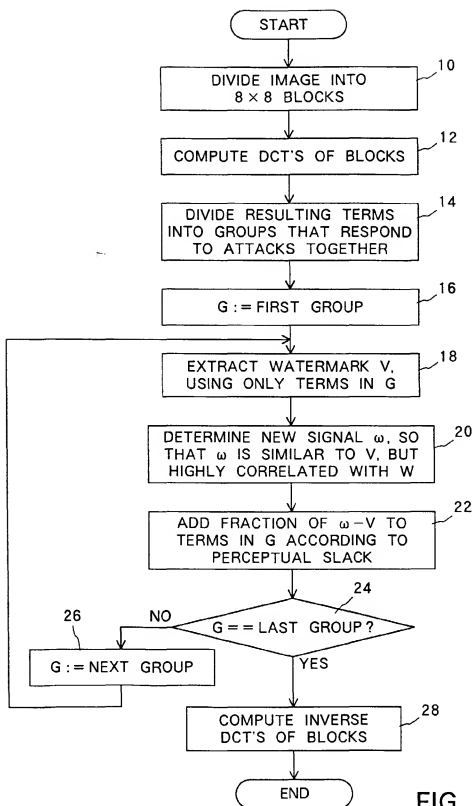 START
10
DIVIDE IMAGE INTO
8 × 8 BLOCKS
12
COMPUTE DCT'S OF BLOCKS
14
DIVIDE RESULTING TERMS
INTO GROUPS THAT RESPOND
TO ATTACKS TOGETHER
16
G := FIRST GROUP
18
EXTRACT WATERMARK V,
USING ONLY TERMS IN G
20
DETERMINE NEW SIGNAL ω, SO
THAT ω IS SIMILAR TO V, BUT
HIGHLY CORRELATED WITH W
22
ADD FRACTION OF ω−V TO
TERMS IN G ACCORDING TO
PERCEPTUAL SLACK
24
G == LAST GROUP ?
NO
26
G := NEXT GROUP
YES
28
COMPUTE INVERSE
DCT'S OF BLOCKS
END
FIG